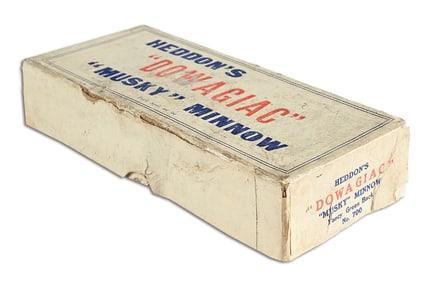 HEDDON'S
"DOWAGIAC"
"MUSKY" MINNOW
HEDDON'S
"DOWAGIAC"
"MUSKY" MINNOW
Fancy Green Back
No. 700